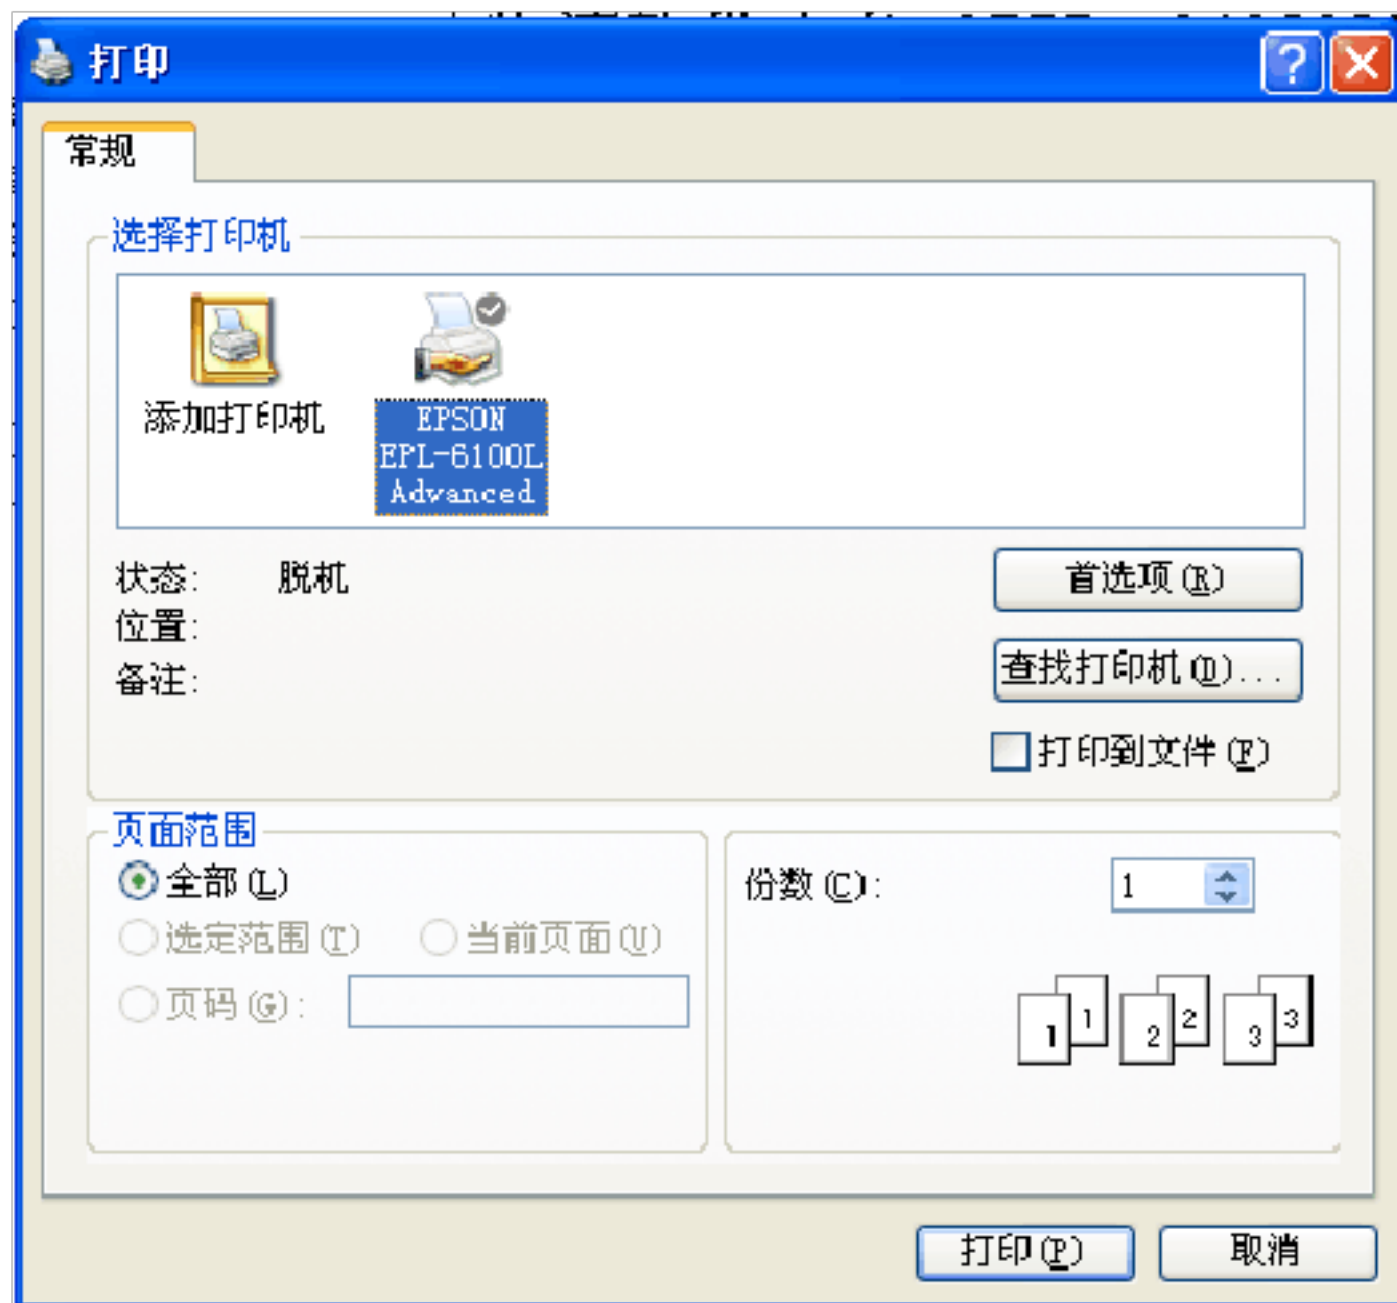 打印
常规
选择打印机
添加打印机
EPSON
EPL-6100L
Advanced
状态: 脱机
首选项(R)
位置:
查找打印机(D)...
备注:
打印到文件(F)
页面范围
全部(L)
份数(C): 1
选定范围(T) 当前页面(U)
页码(G):
1 1 2 2 3 3
打印(P) 取消